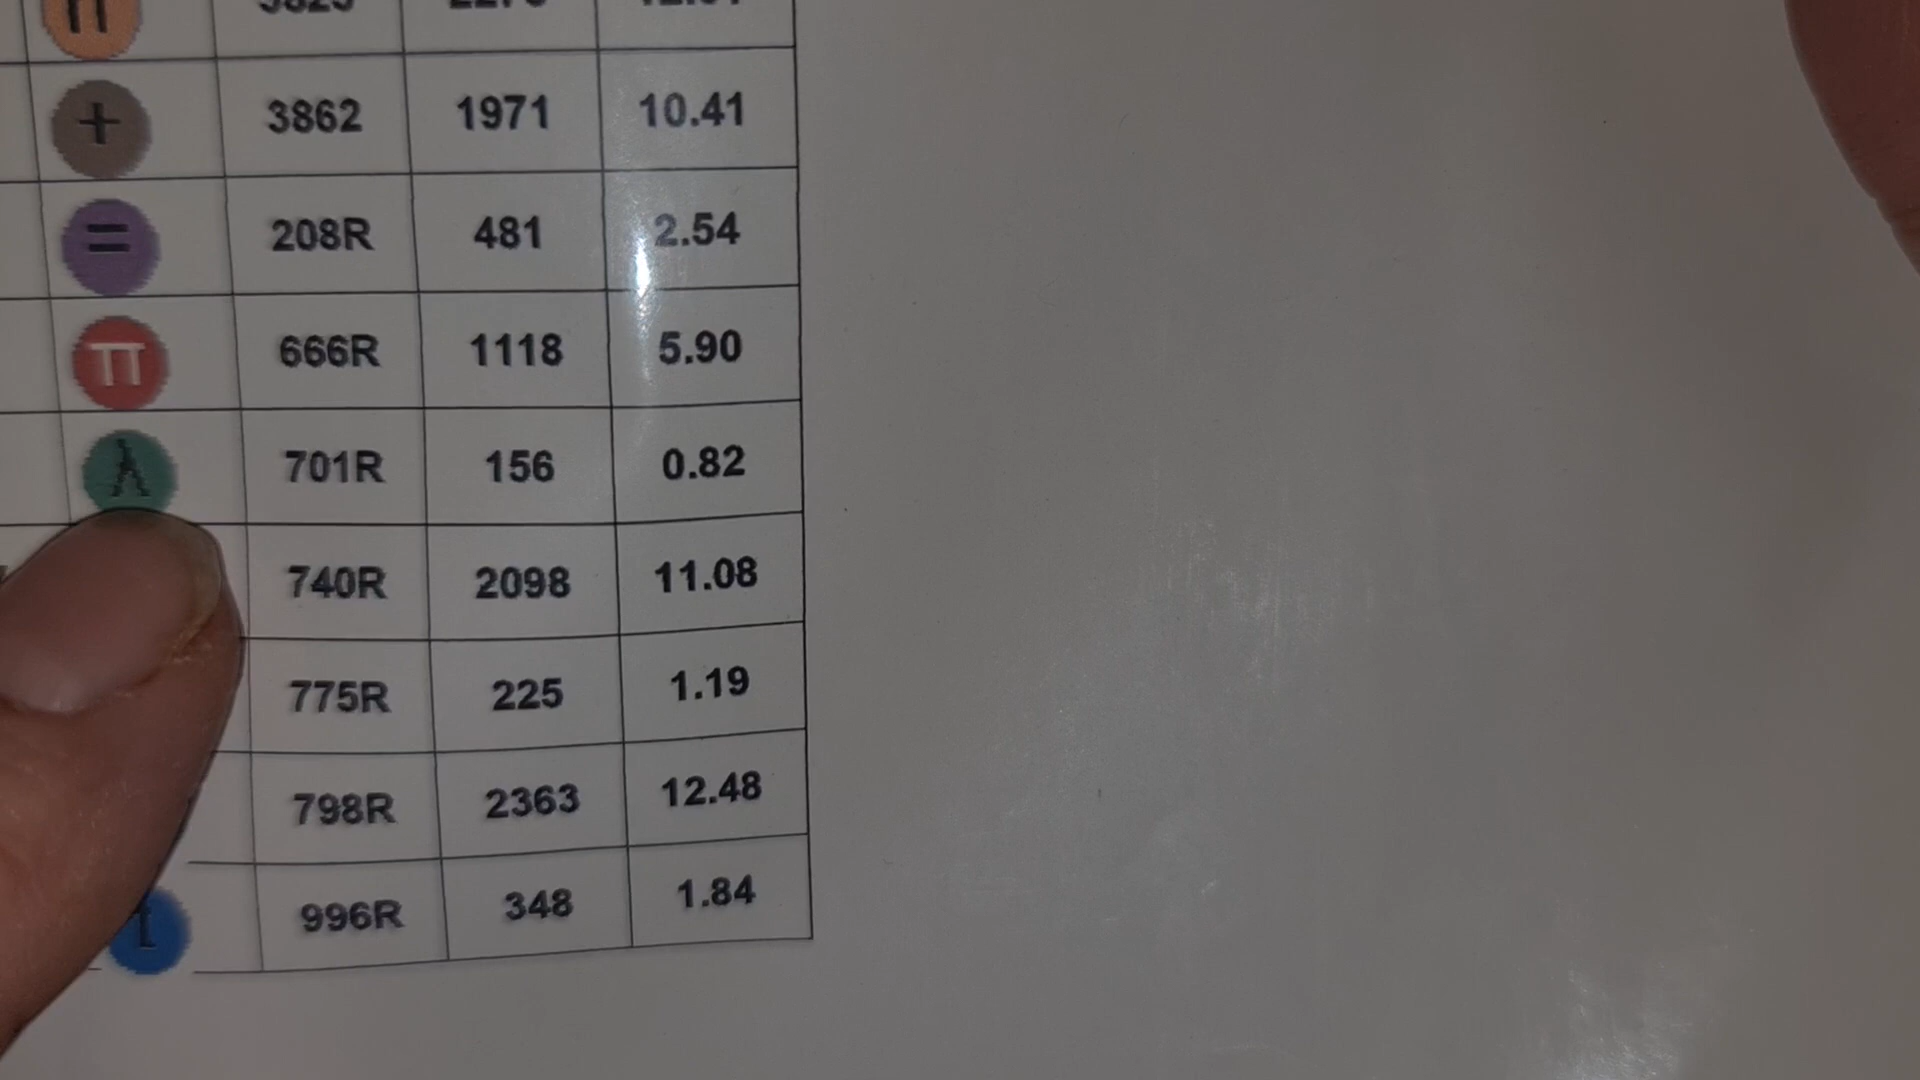 + 3862 1971 10.41
= 208R 481 2.54
π 666R 1118 5.90
λ 701R 156 0.82
740R 2098 11.08
775R 225 1.19
798R 2363 12.48
996R 348 1.84